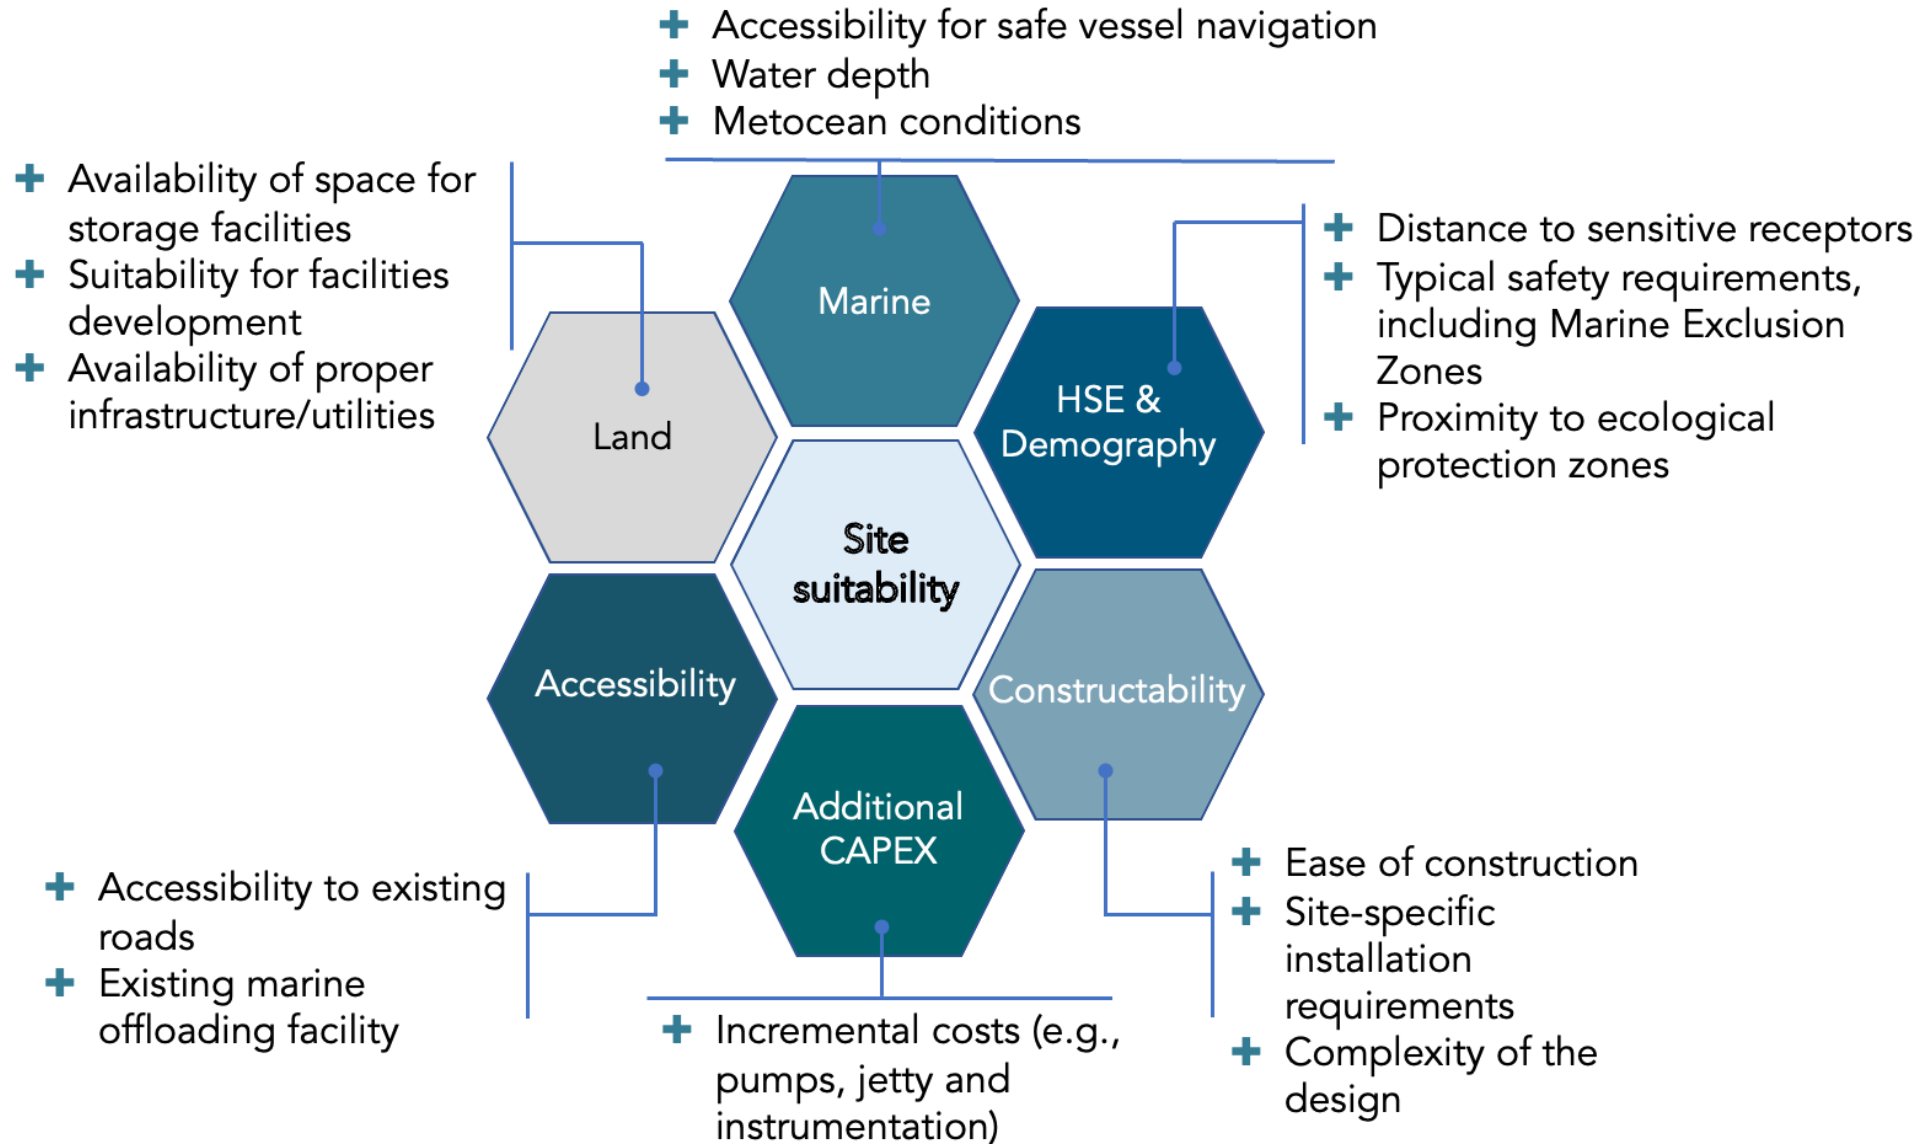 Accessibility for safe vessel navigation
Water depth
Metocean conditions
Availability of space for
storage facilities
Suitability for facilities
development
Availability of proper
infrastructure/utilities
Marine
Distance to sensitive receptors
Typical safety requirements,
including Marine Exclusion
Zones
Proximity to ecological
protection zones
Land
HSE &
Demography
Site
suitability
Accessibility
Constructability
Additional
CAPEX
Accessibility to existing
roads
Existing marine
offloading facility
Incremental costs (e.g.,
pumps, jetty and
instrumentation)
Ease of construction
Site-specific
installation
requirements
Complexity of the
design